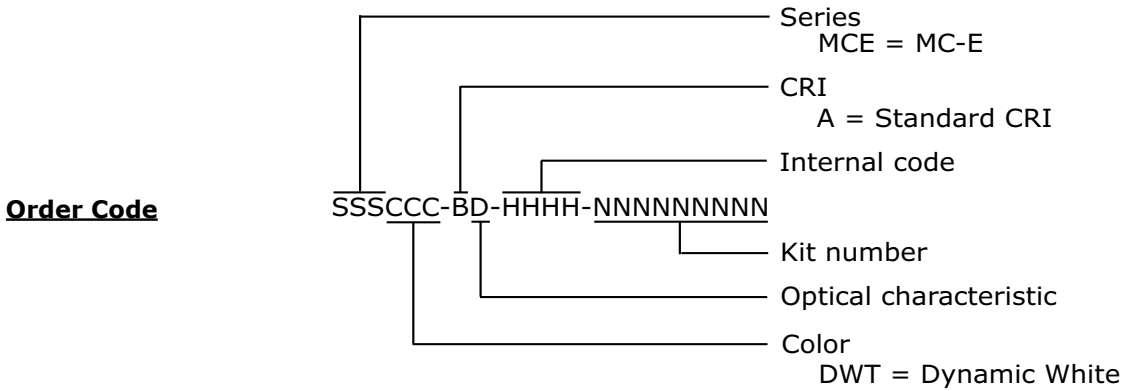 Series
MCE = MC-E
CRI
A = Standard CRI
Internal code
Order Code
SSSCCC-BD-HHHH-NNNNNNNNN
Kit number
Optical characteristic
Color
DWT = Dynamic White